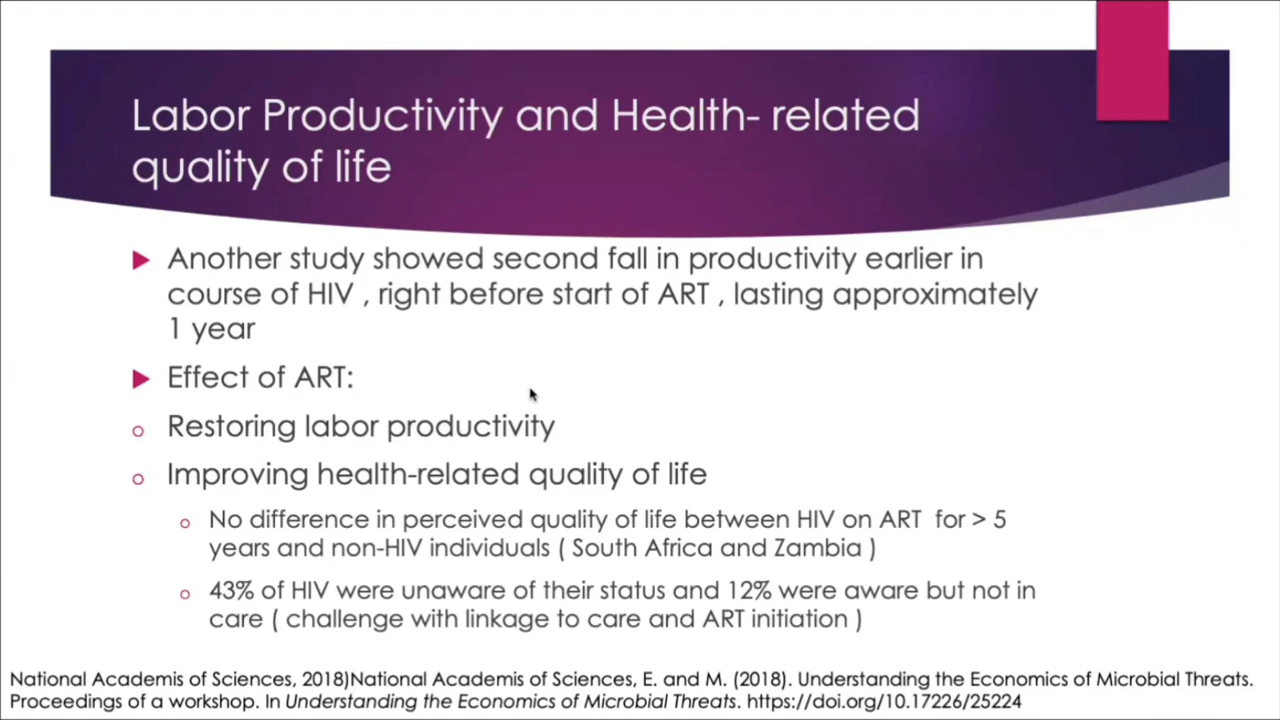 Labor Productivity and Health- related
quality of life
Another study showed second fall in productivity earlier in
course of HIV , right before start of ART , lasting approximately
1 year
Effect of ART:
Restoring labor productivity
Improving health-related quality of life
No difference in perceived quality of life between HIV on ART for > 5
years and non-HIV individuals ( South Africa and Zambia )
43% of HIV were unaware of their status and 12% were aware but not in
care ( challenge with linkage to care and ART initiation )
National Academis of Sciences, 2018)National Academis of Sciences, E. and M. (2018). Understanding the Economics of Microbial Threats.
Proceedings of a workshop. In Understanding the Economics of Microbial Threats. https://doi.org/10.17226/25224